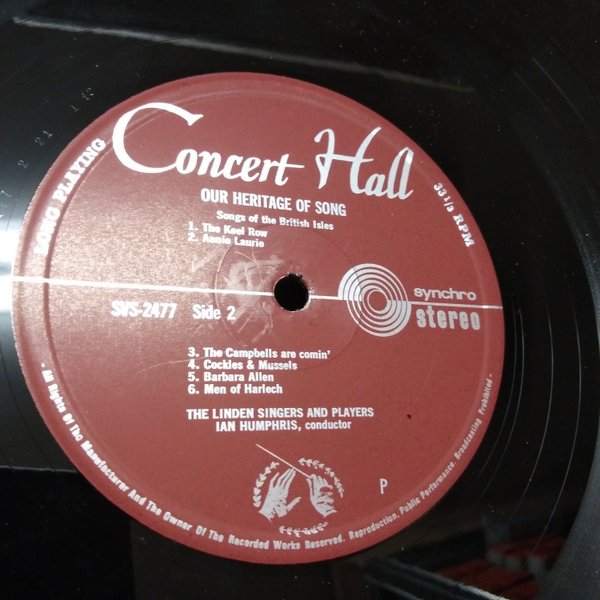 Concert Hall
LONG PLAYING
33 1/3 RPM
OUR HERITAGE OF SONG
Songs of the British Isles
1. The Keel Row
2. Annie Laurie
SVS-2477 Side 2
synchro
stereo
3. The Campbells are comin'
4. Cockles & Mussels
5. Barbara Allen
6. Men of Harlech
THE LINDEN SINGERS AND PLAYERS
IAN HUMPHRIS, conductor
P
- All Rights Of The Manufacturer And The Owner Of The Recorded Works Reserved. Reproduction. Public Performance. Broadcasting Prohibited -